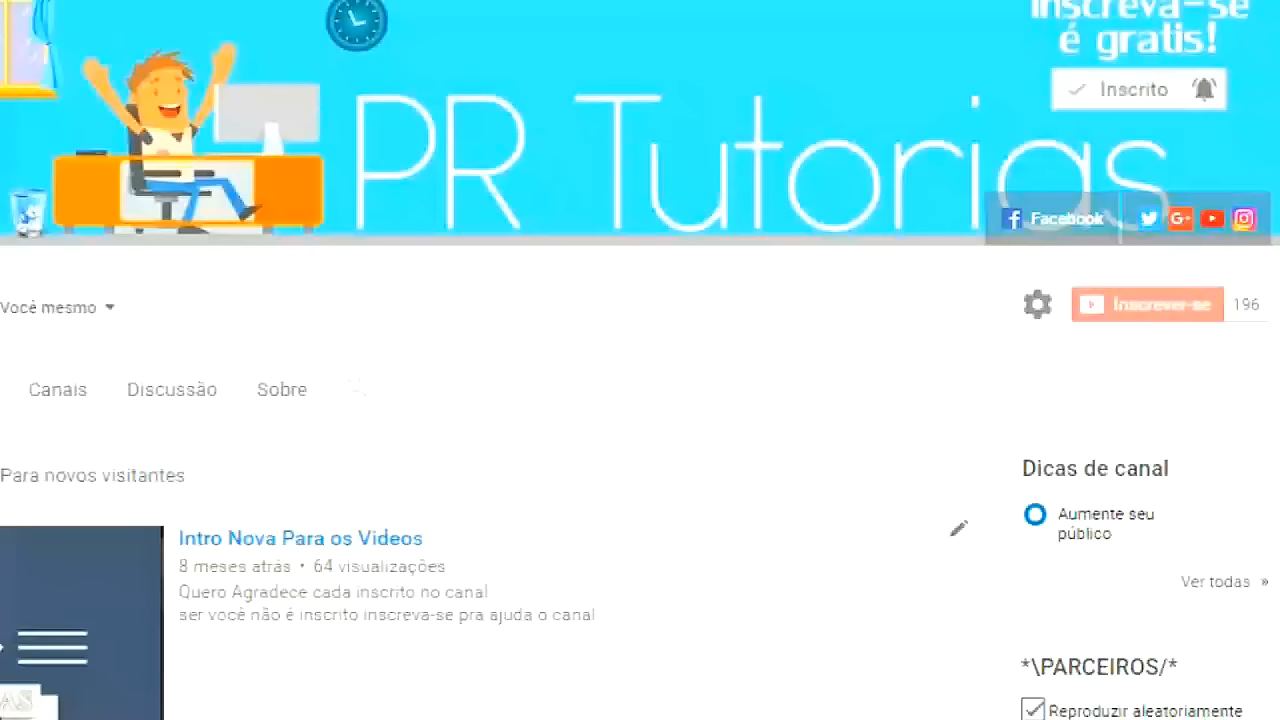 Inscreva-se
é gratis!
Inscrito
PR Tutorias
Facebook
G+
Você mesmo
Inscrever-se 196
Canais Discussão Sobre
Para novos visitantes
Dicas de canal
Aumente seu
público
Ver todas »
Intro Nova Para os Videos
8 meses atrás • 64 visualizações
Quero Agradece cada inscrito no canal
ser você não é inscrito inscreva-se pra ajuda o canal
*\PARCEIROS/*
Reproduzir aleatoriamente